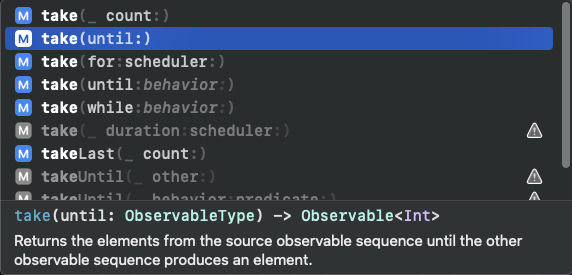 M take(_ count:)
M take(until:)
M take(for:scheduler:)
M take(until:behavior:)
M take(while:behavior:)
M take(_ duration:scheduler:)
M takeLast(_ count:)
M takeUntil(_ other:)
M takeUntil(_ behavior:predicate:)
take(until: ObservableType) -> Observable<Int>
Returns the elements from the source observable sequence until the other
observable sequence produces an element.